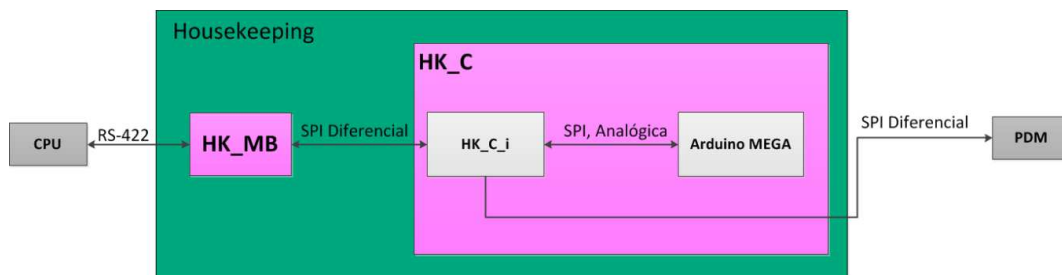 Housekeeping
HK_C
CPU
RS-422
HK_MB
SPI Diferencial
HK_C_i
SPI, Analógica
Arduino MEGA
SPI Diferencial
PDM